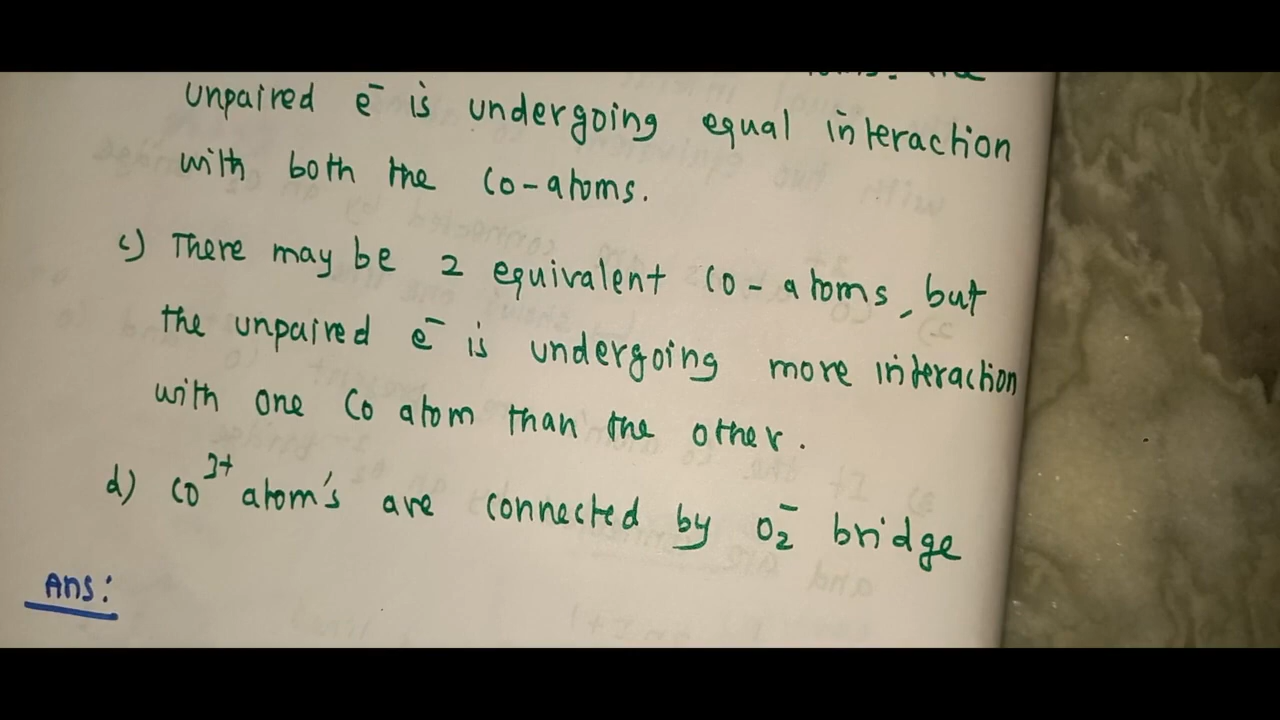 unpaired e⁻ is undergoing equal interaction
with both the Co-atoms.
c) There may be 2 equivalent Co-atoms, but
the unpaired e⁻ is undergoing more interaction
with one Co atom than the other.
d) Co³⁺ atom's are connected by O₂⁻ bridge
Ans: